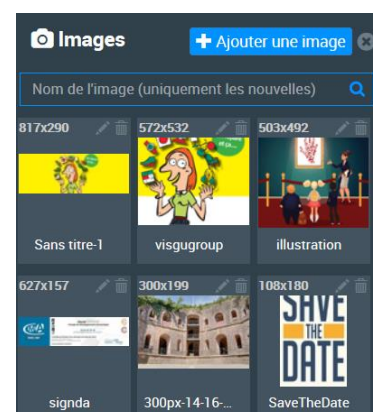 Images
Ajouter une image
Nom de l'image (uniquement les nouvelles)
817x290
572x532
503x492
Sans titre-1
visgugroup
illustration
627x157
300x199
108x180
SAVE
THE
DATE
signda
300px-14-16-...
SaveTheDate